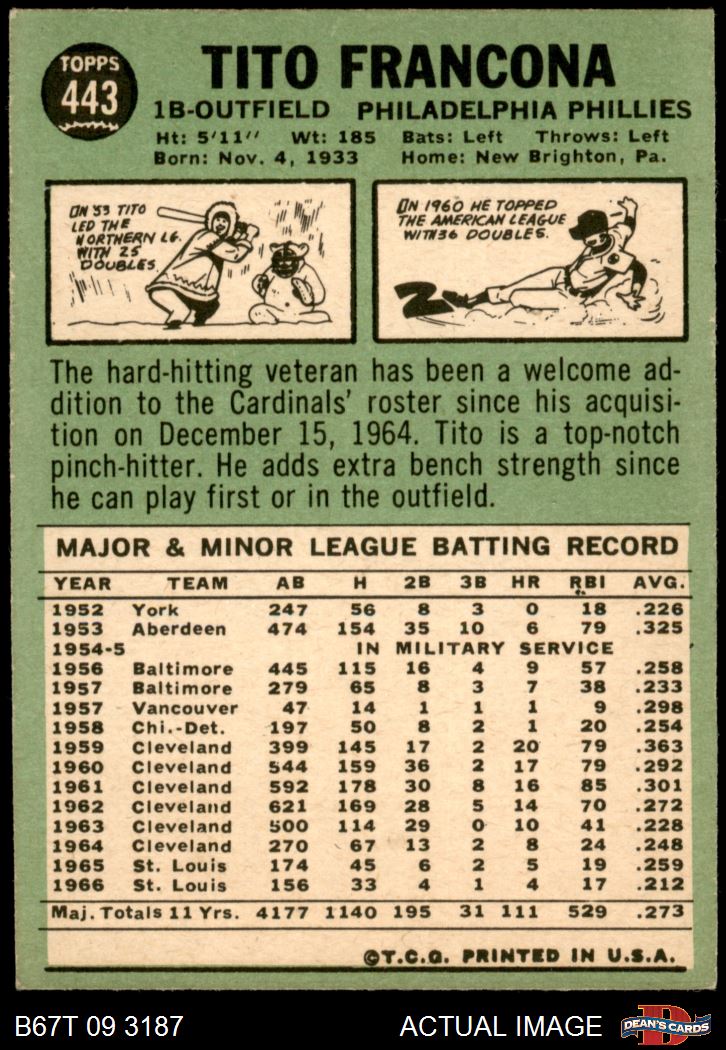 TOPPS
443
TITO FRANCONA
1B-OUTFIELD PHILADELPHIA PHILLIES
Ht: 5'11" Wt: 185 Bats: Left Throws: Left
Born: Nov. 4, 1933 Home: New Brighton, Pa.
IN '53 TITO
LED THE
NORTHERN LG.
WITH 25
DOUBLES.
IN 1960 HE TOPPED
THE AMERICAN LEAGUE
WITH 36 DOUBLES.
2
The hard-hitting veteran has been a welcome ad-
dition to the Cardinals' roster since his acquisi-
tion on December 15, 1964. Tito is a top-notch
pinch-hitter. He adds extra bench strength since
he can play first or in the outfield.
MAJOR & MINOR LEAGUE BATTING RECORD
YEAR TEAM AB H 2B 3B HR RBI AVG.
1952 York 247 56 8 3 0 18 .226
1953 Aberdeen 474 154 35 10 6 79 .325
1954-5 IN MILITARY SERVICE
1956 Baltimore 445 115 16 4 9 57 .258
1957 Baltimore 279 65 8 3 7 38 .233
1957 Vancouver 47 14 1 1 1 9 .298
1958 Chi.-Det. 197 50 8 2 1 20 .254
1959 Cleveland 399 145 17 2 20 79 .363
1960 Cleveland 544 159 36 2 17 79 .292
1961 Cleveland 592 178 30 8 16 85 .301
1962 Cleveland 621 169 28 5 14 70 .272
1963 Cleveland 500 114 29 0 10 41 .228
1964 Cleveland 270 67 13 2 8 24 .248
1965 St. Louis 174 45 6 2 5 19 .259
1966 St. Louis 156 33 4 1 4 17 .212
Maj. Totals 11 Yrs. 4177 1140 195 31 111 529 .273
©T.C.G. PRINTED IN U.S.A.
B67T 09 3187 ACTUAL IMAGE
D
DEAN'S CARDS